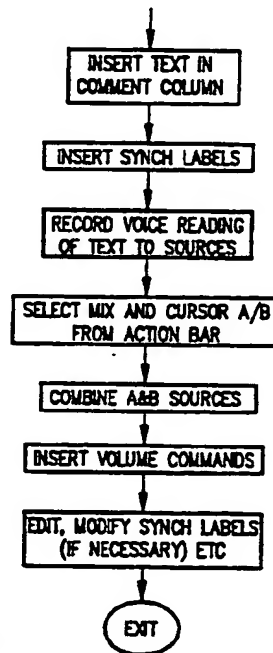 INSERT TEXT IN
COMMENT COLUMN
INSERT SYNCH LABELS
RECORD VOICE READING
OF TEXT TO SOURCES
SELECT MIX AND CURSOR A/B
FROM ACTION BAR
COMBINE A&B SOURCES
INSERT VOLUME COMMANDS
EDIT, MODIFY SYNCH LABELS
(IF NECESSARY) ETC
EXIT